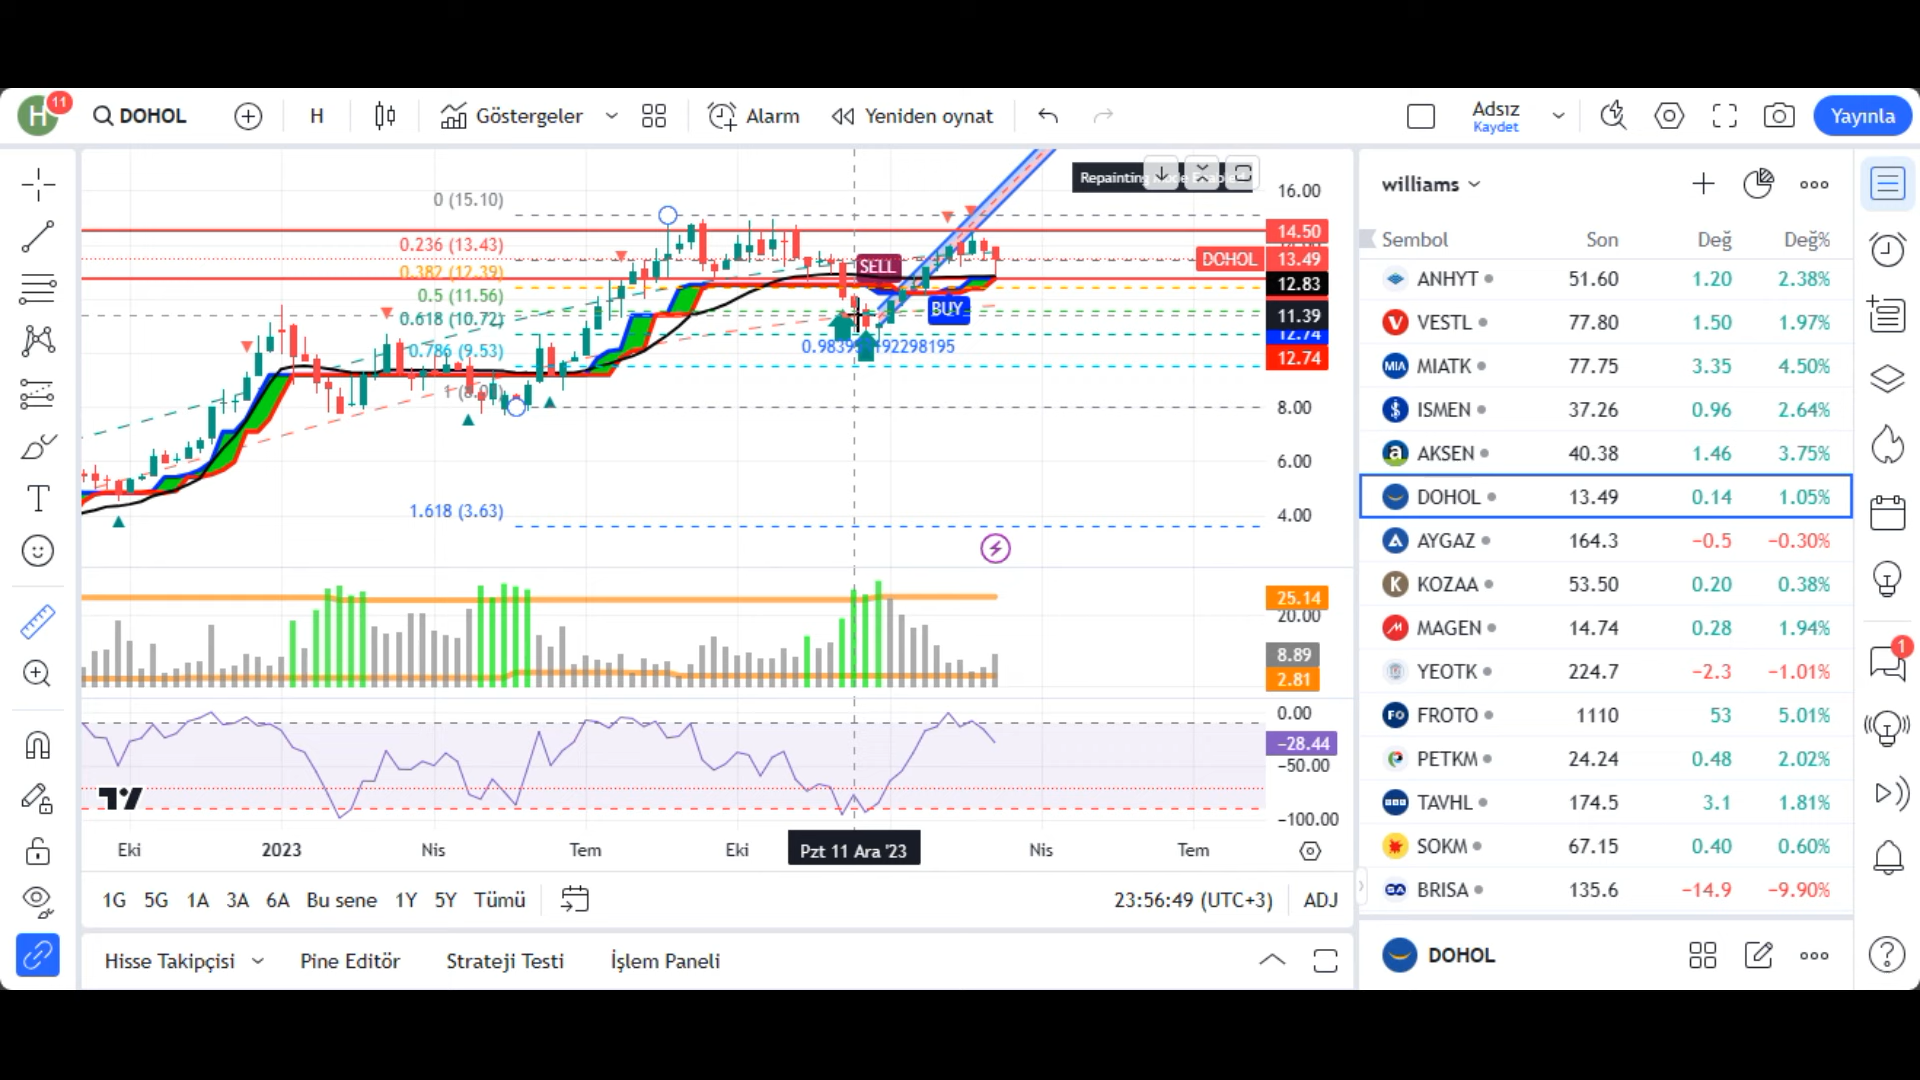 H
11
DOHOL
H
Göstergeler
Alarm
Yeniden oynat
Adsız
Kaydet
Yayınla
0 (15.10)
0.236 (13.43)
0.382 (12.39)
0.5 (11.56)
0.618 (10.72)
0.786 (9.53)
1.618 (3.63)
SELL
BUY
Repainting
16.00
14.50
DOHOL 13.49
12.83
11.39
12.74
12.74
8.00
6.00
4.00
25.14
20.00
8.89
2.81
0.00
−28.44
−50.00
−100.00
Eki 2023 Nis Tem Eki Pzt 11 Ara '23 Nis Tem
1G 5G 1A 3A 6A Bu sene 1Y 5Y Tümü
23:56:49 (UTC+3) ADJ
Hisse Takipçisi Pine Editör Strateji Testi İşlem Paneli
williams
Sembol Son Değ Değ%
ANHYT 51.60 1.20 2.38%
VESTL 77.80 1.50 1.97%
MIA MIATK 77.75 3.35 4.50%
ISMEN 37.26 0.96 2.64%
a AKSEN 40.38 1.46 3.75%
DOHOL 13.49 0.14 1.05%
AYGAZ 164.3 −0.5 −0.30%
K KOZAA 53.50 0.20 0.38%
MAGEN 14.74 0.28 1.94%
YEOTK 224.7 −2.3 −1.01%
FO FROTO 1110 53 5.01%
PETKM 24.24 0.48 2.02%
TAVHL 174.5 3.1 1.81%
SOKM 67.15 0.40 0.60%
BRISA 135.6 −14.9 −9.90%
DOHOL
1